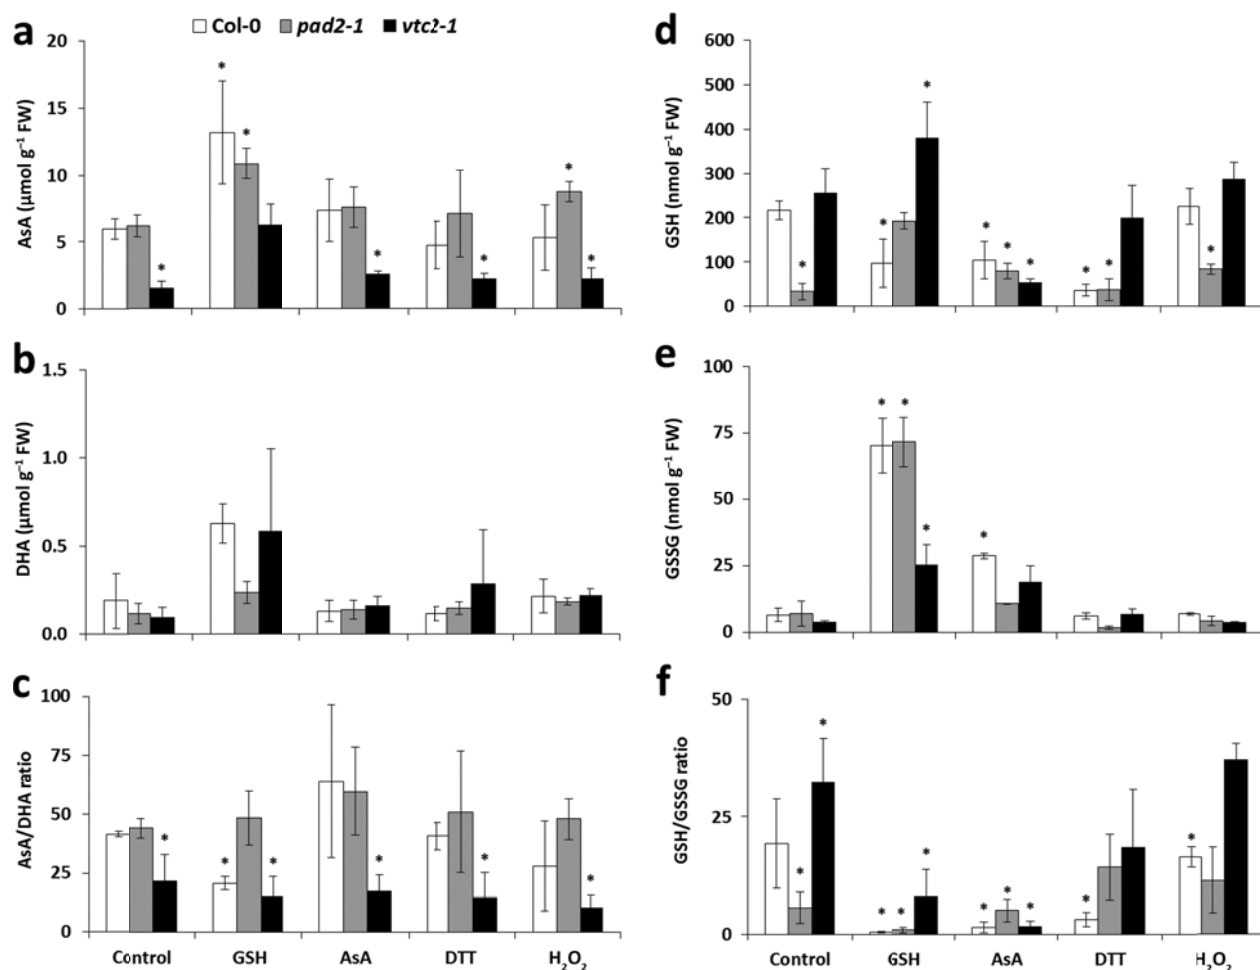 a
Col-0 pad2-1 vtc2-1
AsA (µmol g⁻¹ FW)
20
15
10
5
0
* * * * * * *
b
DHA (µmol g⁻¹ FW)
1.5
1.0
0.5
0.0
c
AsA/DHA ratio
100
75
50
25
0
* * * * * *
Control GSH AsA DTT H₂O₂
d
GSH (nmol g⁻¹ FW)
600
500
400
300
200
100
0
* * * * * * * * *
e
GSSG (nmol g⁻¹ FW)
100
75
50
25
0
* * * *
f
GSH/GSSG ratio
50
25
0
* * * * * * * * * *
Control GSH AsA DTT H₂O₂